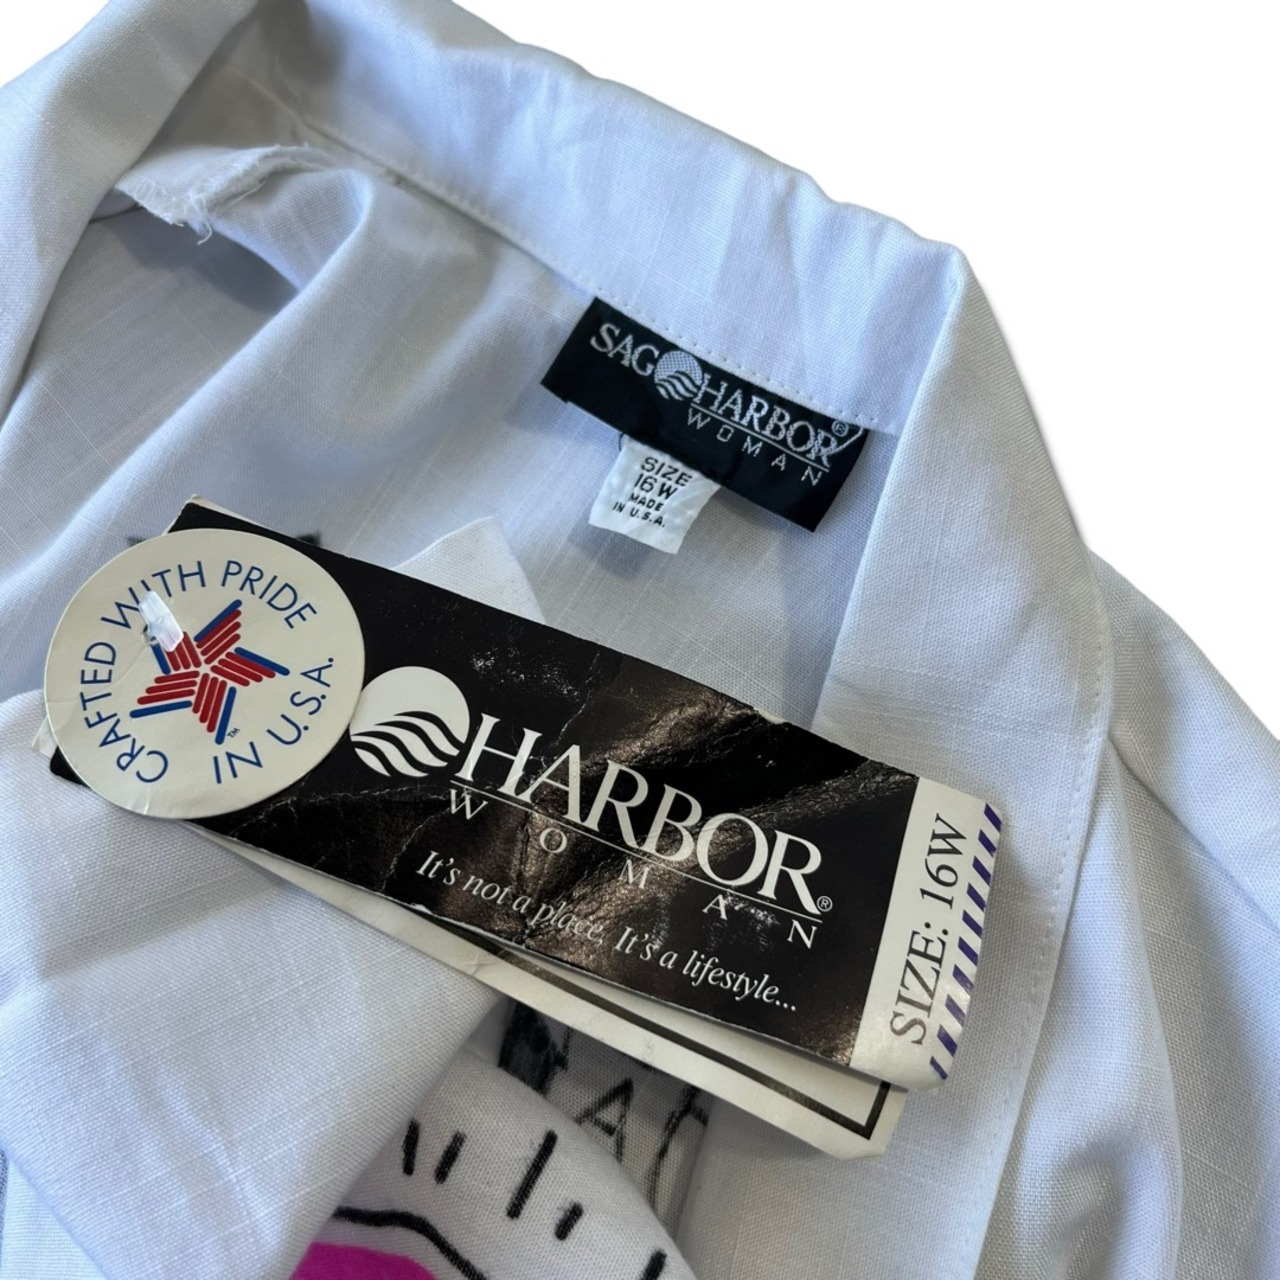 SAG HARBOR®
WOMAN
SIZE
16W
MADE
IN U.S.A.
CRAFTED WITH PRIDE
IN U.S.A.
TM
HARBOR®
WOMAN
It's not a place, It's a lifestyle...
SIZE: 16W